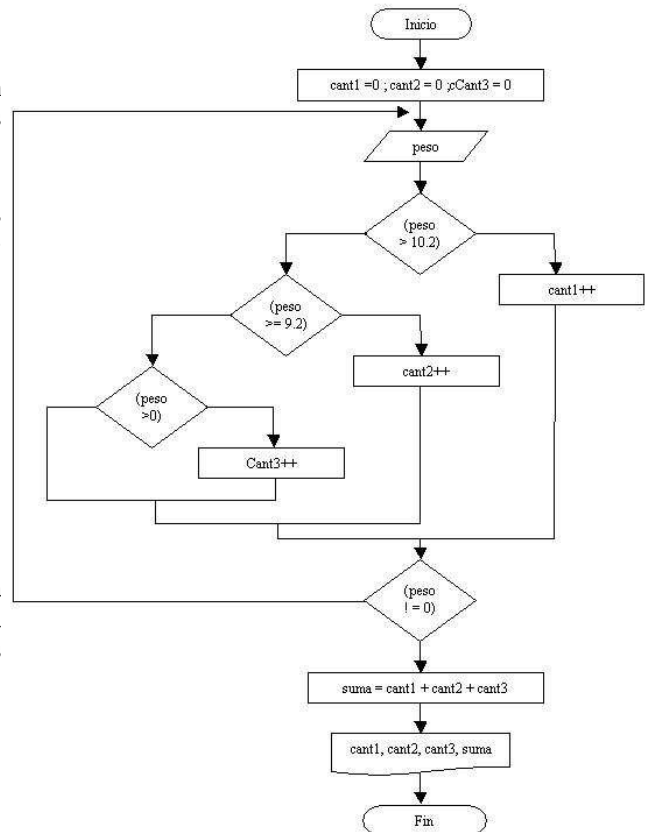 Inicio
cant1 =0 ; cant2 = 0 ;cCant3 = 0
peso
(peso
> 10.2)
cant1++
(peso
>= 9.2)
cant2++
(peso
>0)
Cant3++
(peso
! = 0)
suma = cant1 + cant2 + cant3
cant1, cant2, cant3, suma
Fin